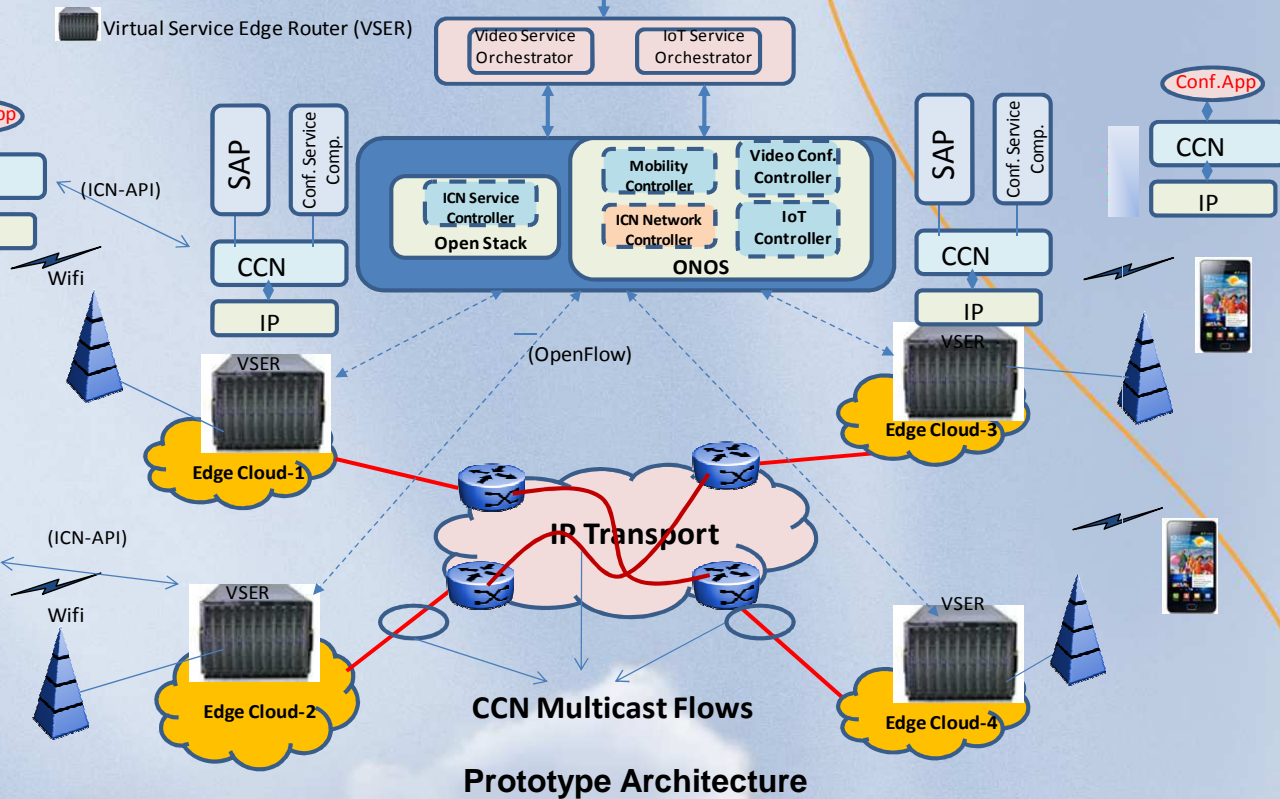 Virtual Service Edge Router (VSER)
Video Service
Orchestrator
IoT Service
Orchestrator
Conf.App
pp
SAP
Conf. Service
Comp.
SAP
Conf. Service
Comp.
CCN
IP
(ICN-API)
Mobility
Controller
Video Conf.
Controller
ICN Service
Controller
Open Stack
ICN Network
Controller
IoT
Controller
ONOS
CCN
IP
CCN
IP
Wifi
VSER
(OpenFlow)
VSER
Edge Cloud-1
Edge Cloud-3
IP Transport
(ICN-API)
Wifi
VSER
VSER
Edge Cloud-2
CCN Multicast Flows
Edge Cloud-4
Prototype Architecture